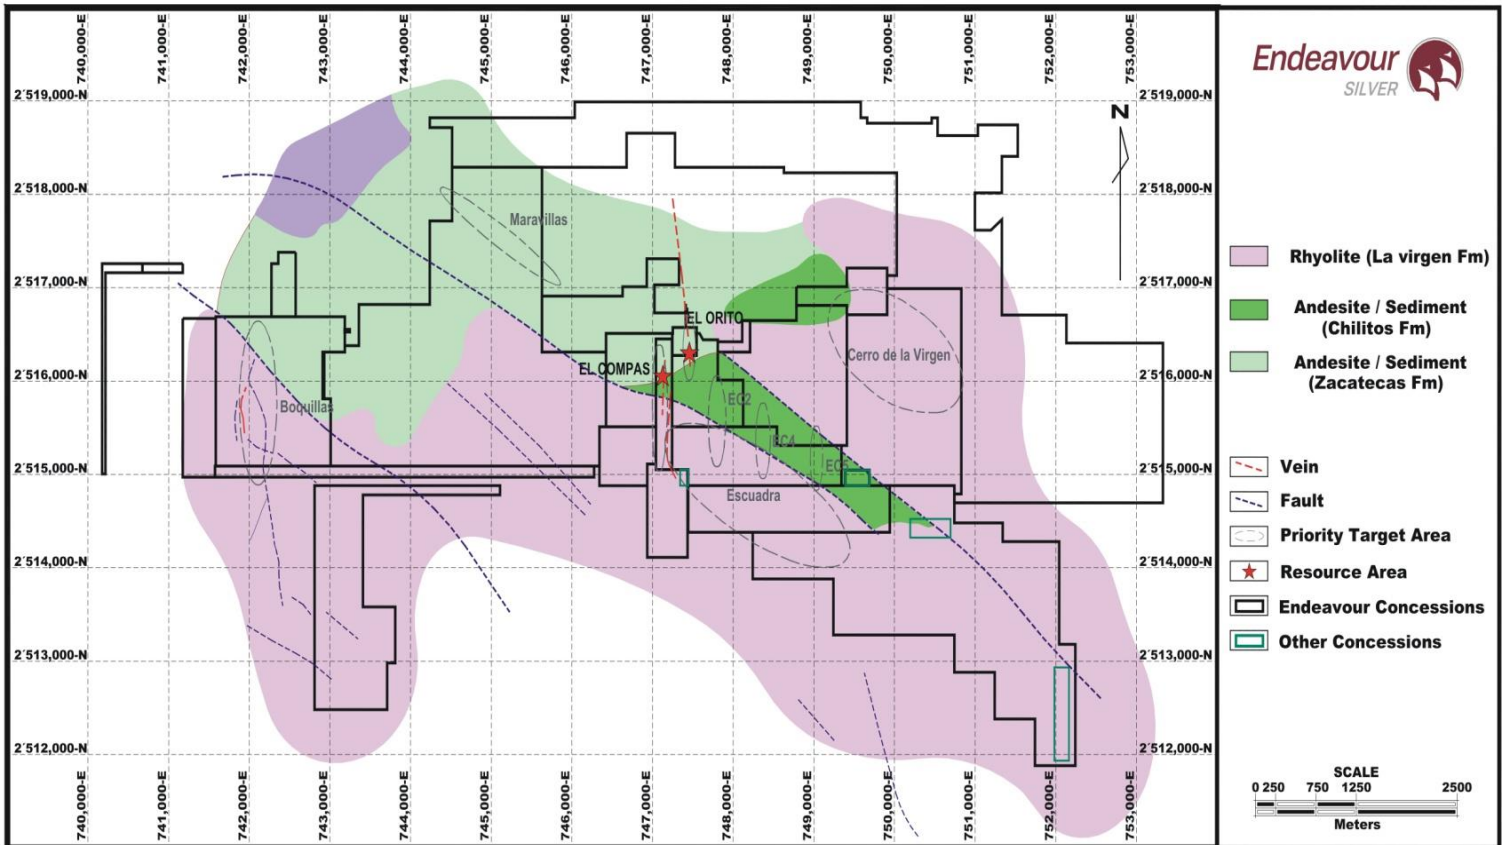 740,000-E
741,000-E
742,000-E
743,000-E
744,000-E
745,000-E
746,000-E
747,000-E
748,000-E
749,000-E
750,000-E
751,000-E
752,000-E
753,000-E
2´519,000-N
2´519,000-N
2´518,000-N
2´518,000-N
2´517,000-N
2´517,000-N
2´516,000-N
2´516,000-N
2´515,000-N
2´515,000-N
2´514,000-N
2´514,000-N
2´513,000-N
2´513,000-N
2´512,000-N
2´512,000-N
N
Maravillas
EL ORITO
Cerro de la Virgen
EL COMPAS
Boquillas
EC2
EC4
Escuadra
740,000-E
741,000-E
742,000-E
743,000-E
744,000-E
745,000-E
746,000-E
747,000-E
748,000-E
749,000-E
750,000-E
751,000-E
752,000-E
753,000-E
Endeavour
SILVER
Rhyolite (La virgen Fm)
Andesite / Sediment
(Chilitos Fm)
Andesite / Sediment
(Zacatecas Fm)
Vein
Fault
Priority Target Area
Resource Area
Endeavour Concessions
Other Concessions
SCALE
0 250 750 1250 2500
Meters